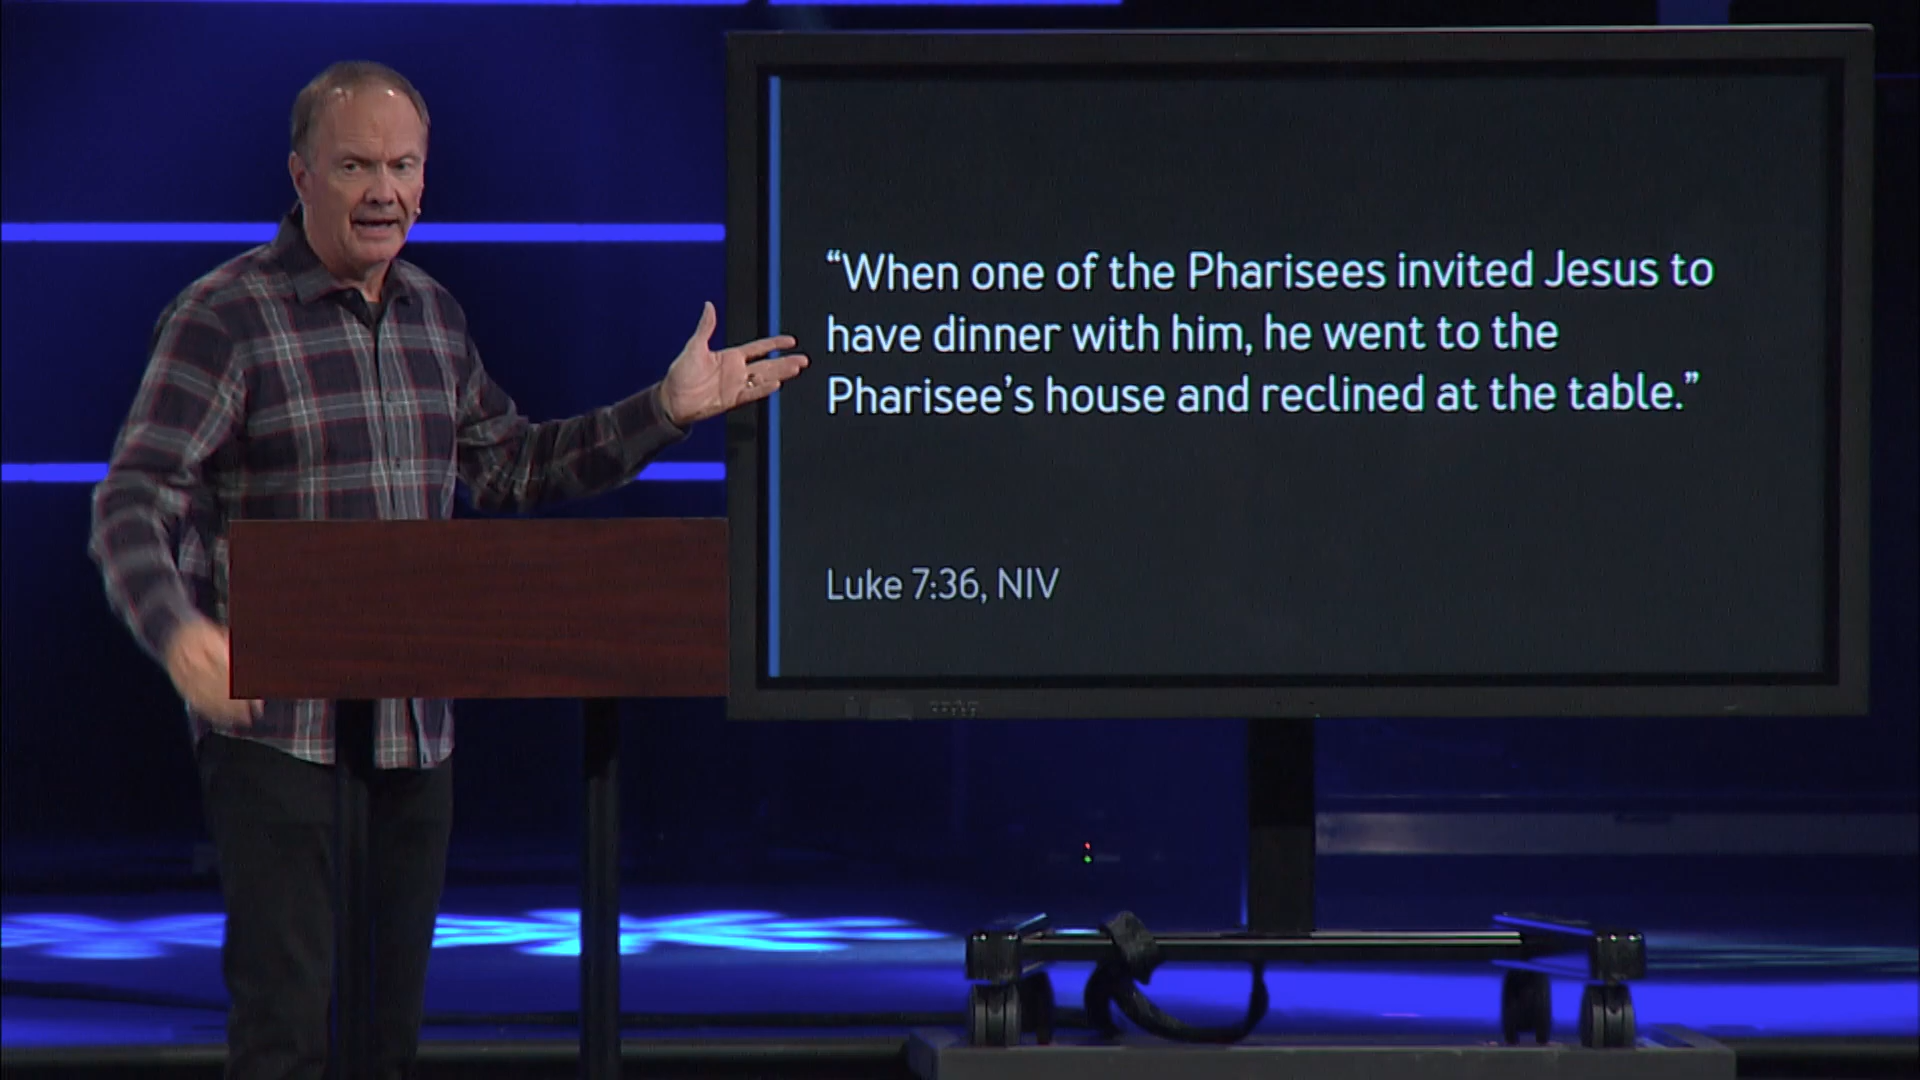 “When one of the Pharisees invited Jesus to
have dinner with him, he went to the
Pharisee’s house and reclined at the table.”
Luke 7:36, NIV